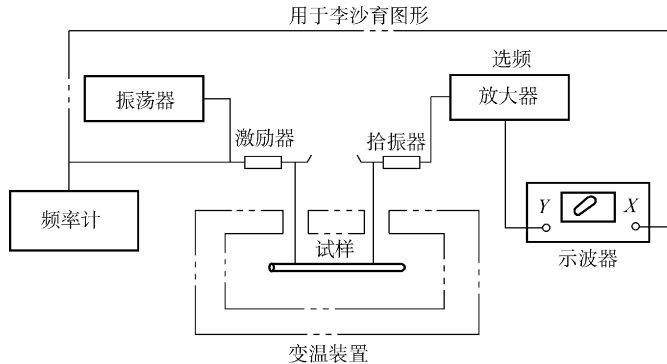 用于李沙育图形
选频
振荡器
放大器
激励器
拾振器
频率计
试样
Y
X
示波器
变温装置